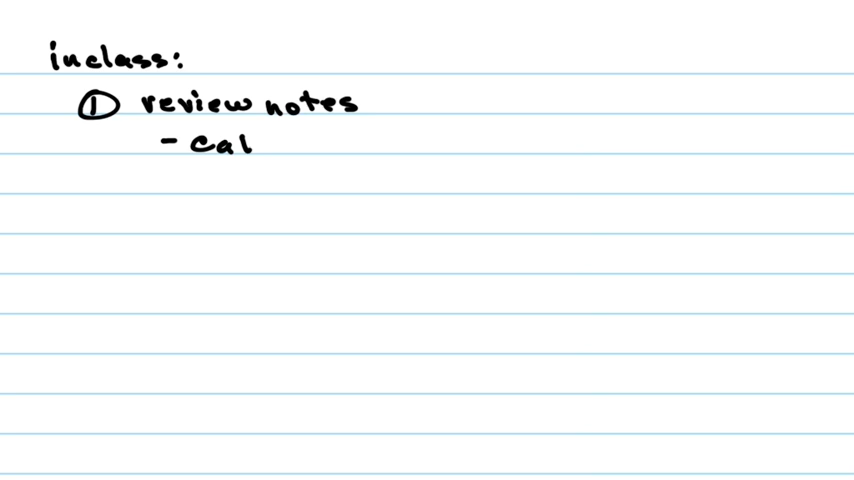 inclass:
① review notes
- cal